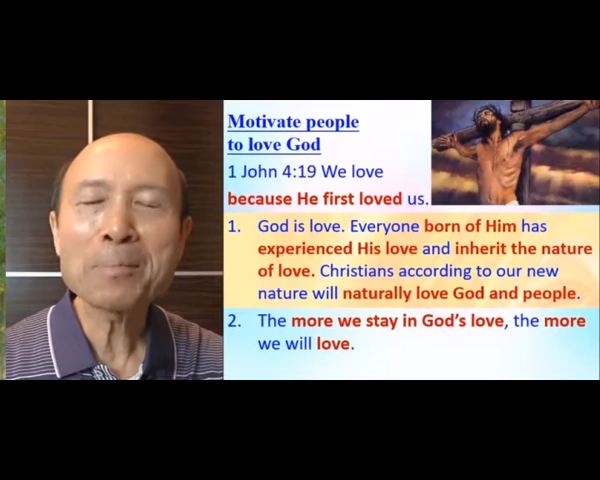 Motivate people
to love God
1 John 4:19 We love
because He first loved us.
1. God is love. Everyone born of Him has
experienced His love and inherit the nature
of love. Christians according to our new
nature will naturally love God and people.
2. The more we stay in God's love, the more
we will love.